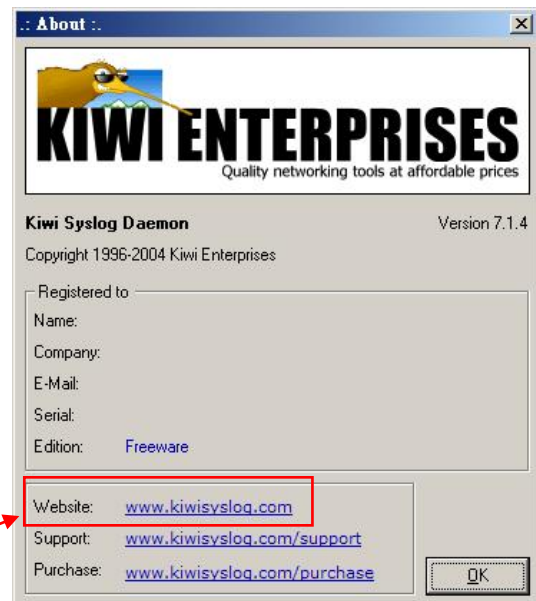 .: About :.
KIWI ENTERPRISES
Quality networking tools at affordable prices
Kiwi Syslog Daemon Version 7.1.4
Copyright 1996-2004 Kiwi Enterprises
Registered to
Name:
Company:
E-Mail:
Serial:
Edition: Freeware
Website: www.kiwisyslog.com
Support: www.kiwisyslog.com/support
Purchase: www.kiwisyslog.com/purchase
OK